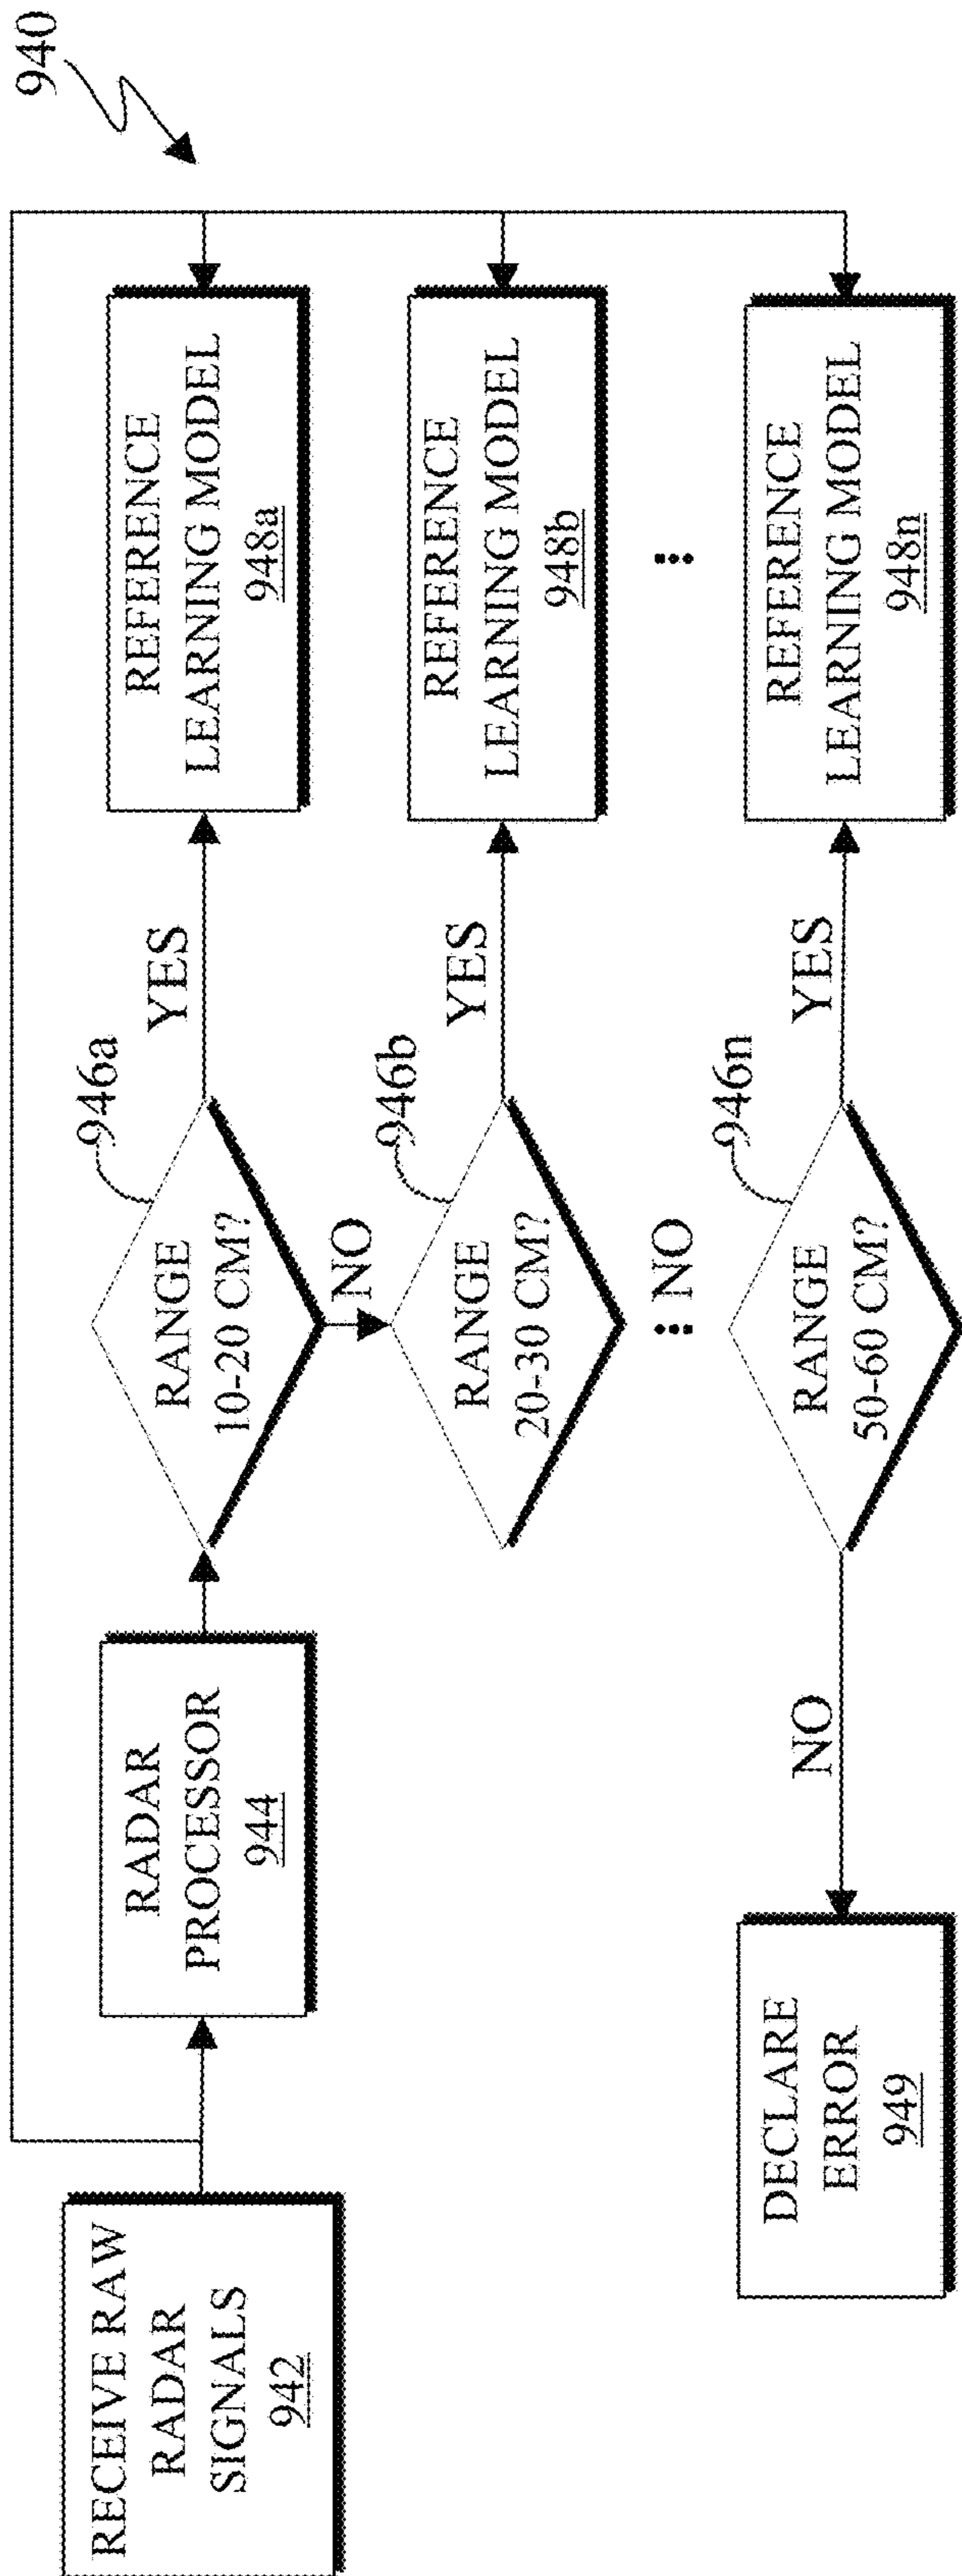 940
RECEIVE RAW
RADAR
SIGNALS
942
RADAR
PROCESSOR
944
RANGE
10-20 CM?
946a
YES
REFERENCE
LEARNING MODEL
948a
NO
RANGE
20-30 CM?
946b
YES
REFERENCE
LEARNING MODEL
948b
NO
...
...
DECLARE
ERROR
949
NO
RANGE
50-60 CM?
946n
YES
REFERENCE
LEARNING MODEL
948n